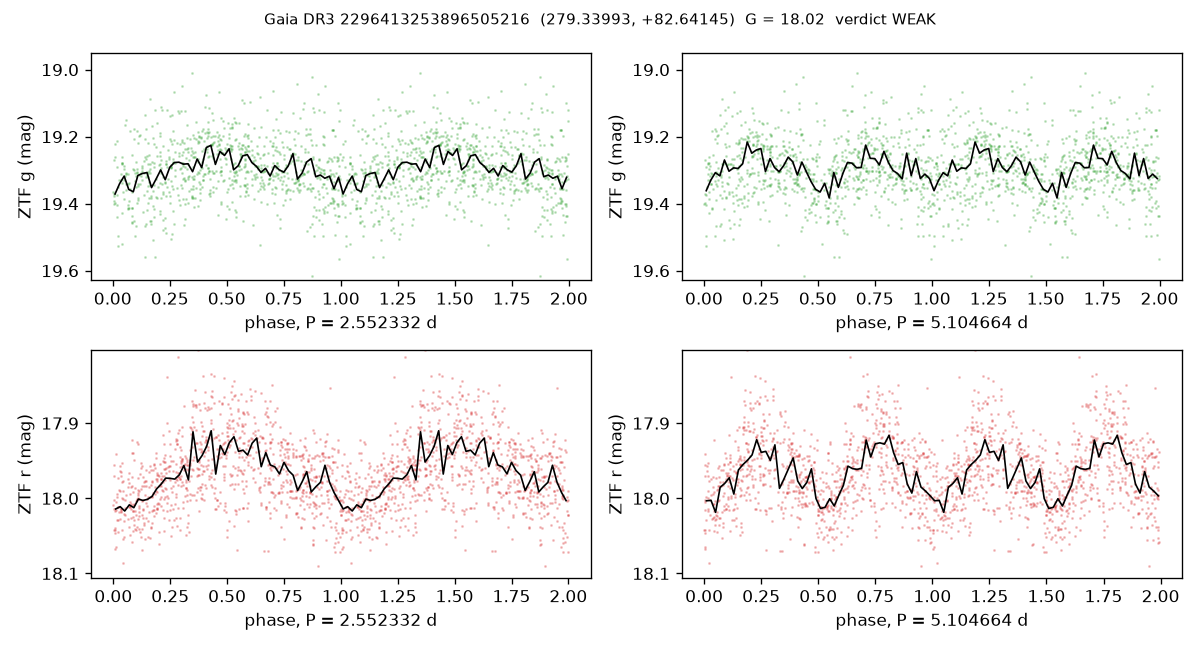 Gaia DR3 2296413253896505216 (279.33993, +82.64145) G = 18.02 verdict WEAK
ZTF g (mag)
19.0
19.2
19.4
19.6
0.00 0.25 0.50 0.75 1.00 1.25 1.50 1.75 2.00
phase, P = 2.552332 d
ZTF g (mag)
19.0
19.2
19.4
19.6
0.00 0.25 0.50 0.75 1.00 1.25 1.50 1.75 2.00
phase, P = 5.104664 d
ZTF r (mag)
17.9
18.0
18.1
0.00 0.25 0.50 0.75 1.00 1.25 1.50 1.75 2.00
phase, P = 2.552332 d
ZTF r (mag)
17.9
18.0
18.1
0.00 0.25 0.50 0.75 1.00 1.25 1.50 1.75 2.00
phase, P = 5.104664 d